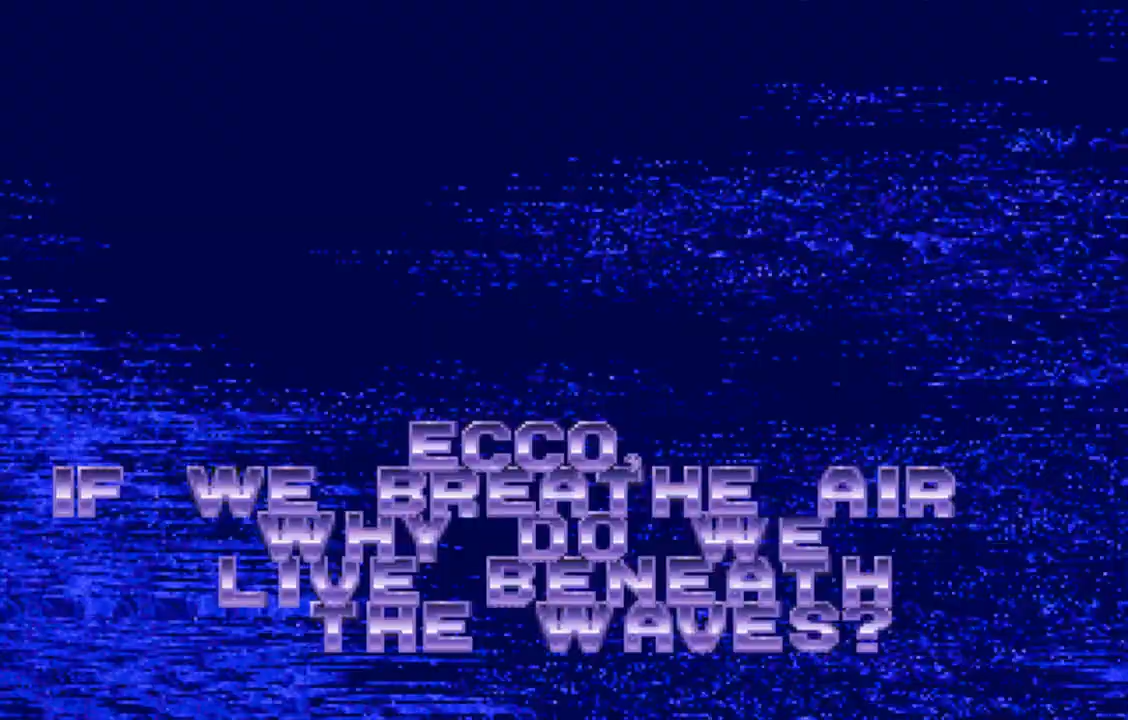 ECCO,
IF WE BREATHE AIR
WHY DO WE
LIVE BENEATH
THE WAVES?